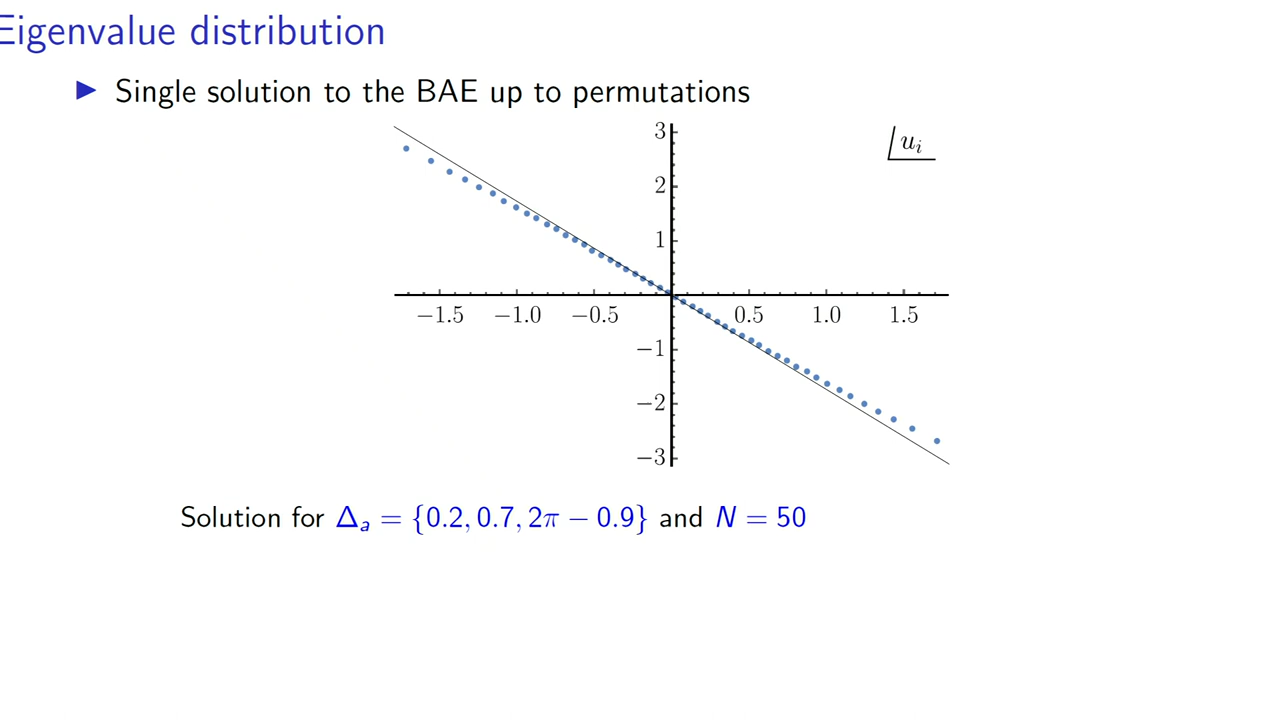 Eigenvalue distribution
▶ Single solution to the BAE up to permutations
3
u_i
2
1
−1.5 −1.0 −0.5 0.5 1.0 1.5
−1
−2
−3
Solution for Δ_a = {0.2, 0.7, 2π − 0.9} and N = 50